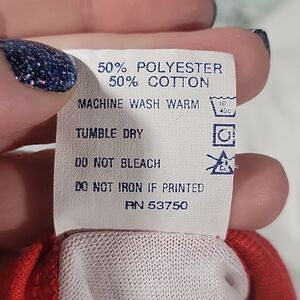 50% POLYESTER
50% COTTON
MACHINE WASH WARM
TUMBLE DRY
DO NOT BLEACH
DO NOT IRON IF PRINTED
RN 53750